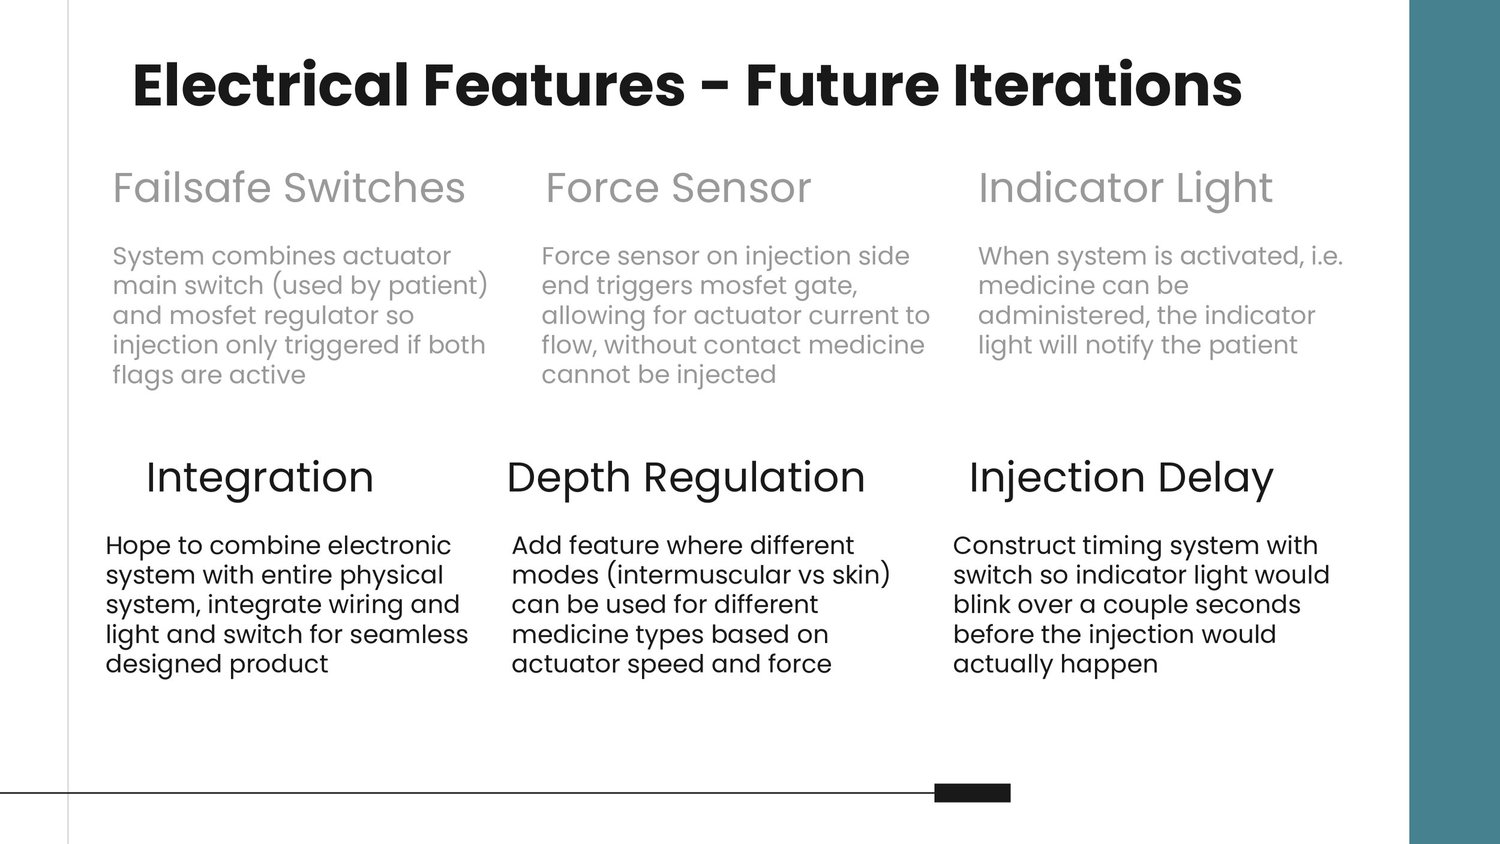 Electrical Features - Future Iterations
Failsafe Switches
System combines actuator
main switch (used by patient)
and mosfet regulator so
injection only triggered if both
flags are active
Force Sensor
Force sensor on injection side
end triggers mosfet gate,
allowing for actuator current to
flow, without contact medicine
cannot be injected
Indicator Light
When system is activated, i.e.
medicine can be
administered, the indicator
light will notify the patient
Integration
Hope to combine electronic
system with entire physical
system, integrate wiring and
light and switch for seamless
designed product
Depth Regulation
Add feature where different
modes (intermuscular vs skin)
can be used for different
medicine types based on
actuator speed and force
Injection Delay
Construct timing system with
switch so indicator light would
blink over a couple seconds
before the injection would
actually happen